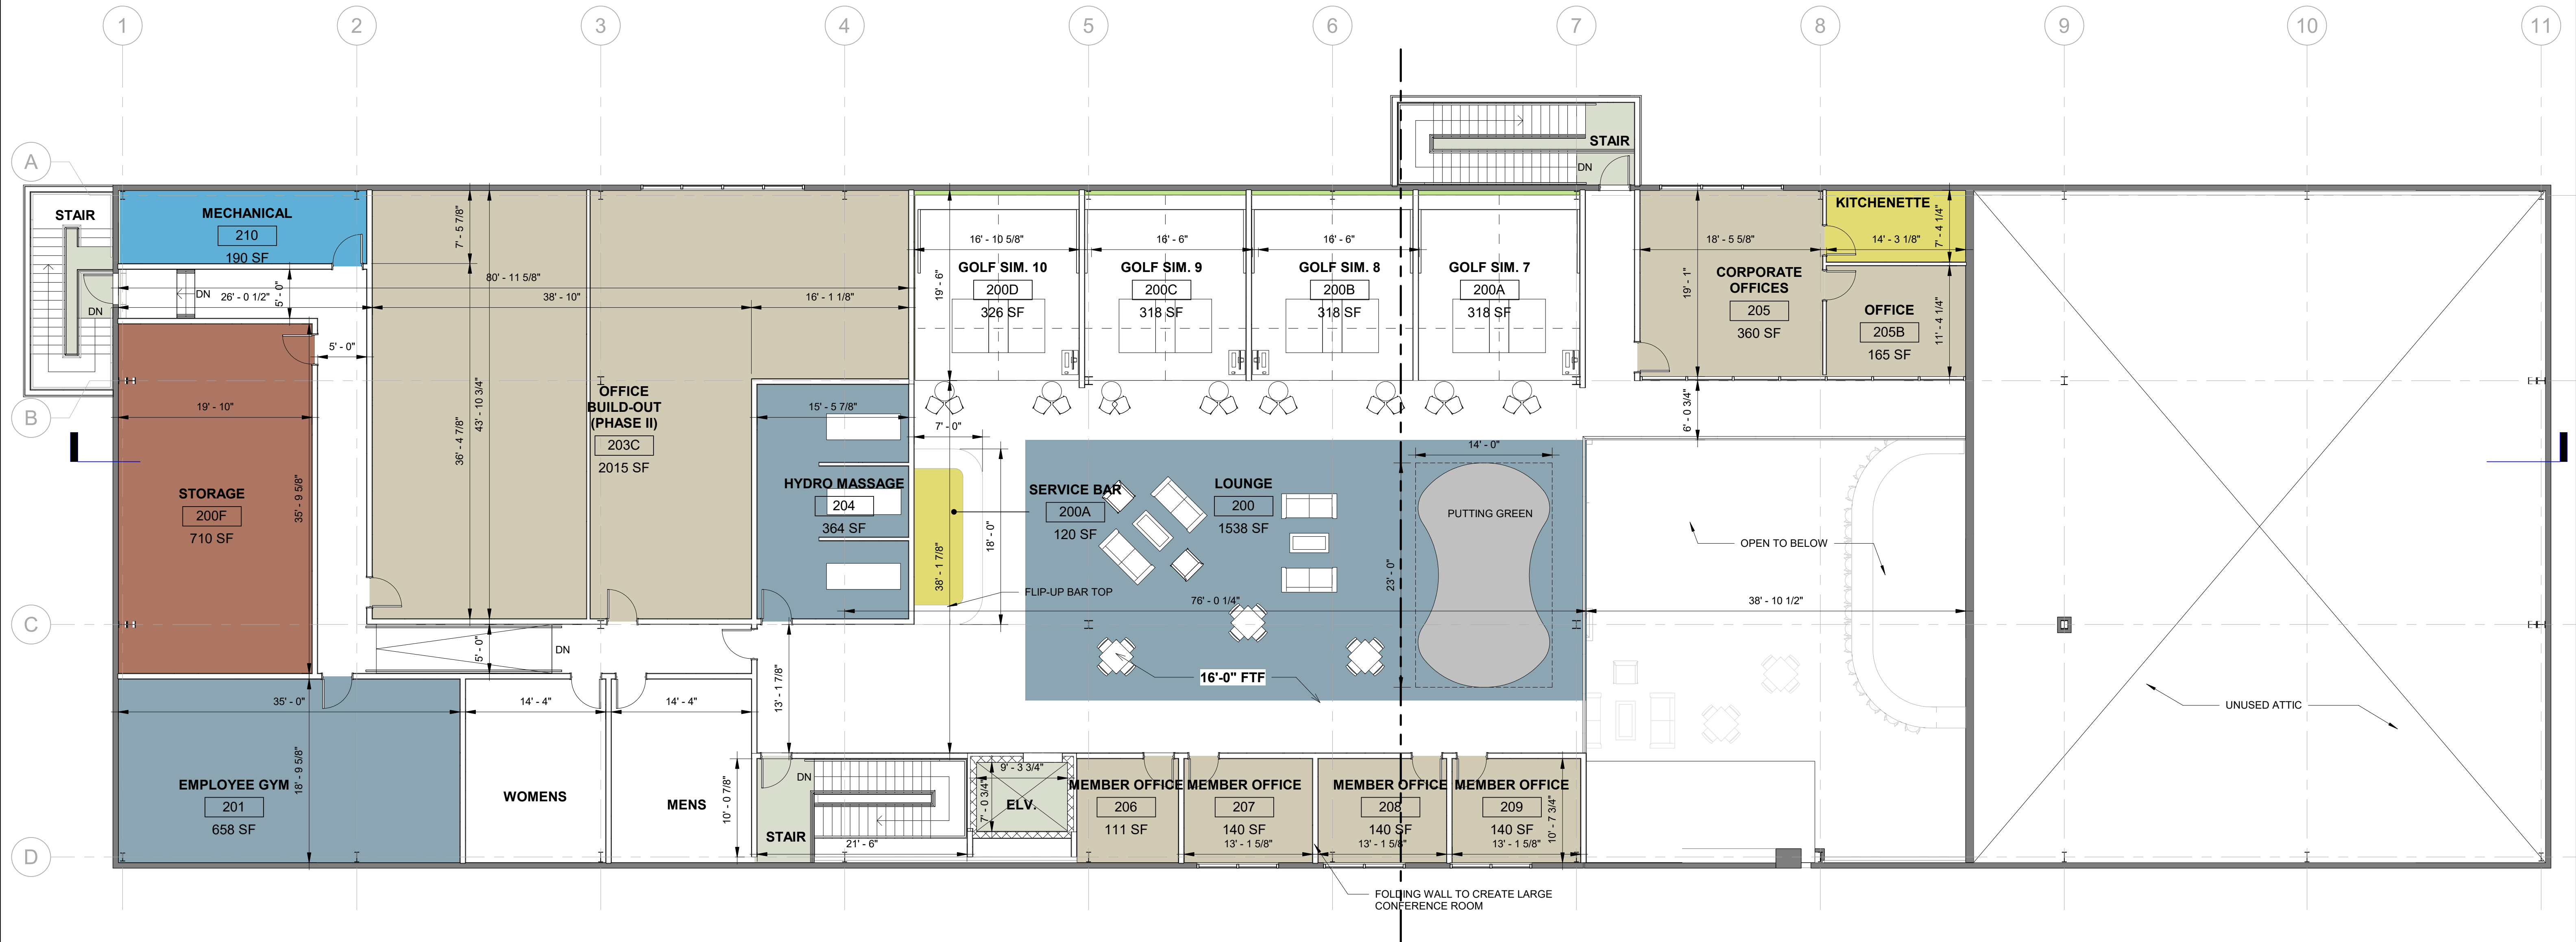 1
2
3
4
5
6
7
8
9
10
11
A
B
C
D
STAIR
DN
STAIR
DN
MECHANICAL
210
190 SF
DN
26' - 0 1/2"
5' - 0"
5' - 0"
7' - 5 7/8"
80' - 11 5/8"
38' - 10"
16' - 1 1/8"
36' - 4 7/8"
43' - 10 3/4"
OFFICE
BUILD-OUT
(PHASE II)
203C
2015 SF
19' - 6"
16' - 10 5/8"
GOLF SIM. 10
200D
326 SF
16' - 6"
GOLF SIM. 9
200C
318 SF
16' - 6"
GOLF SIM. 8
200B
318 SF
GOLF SIM. 7
200A
318 SF
18' - 5 5/8"
19' - 1"
CORPORATE
OFFICES
205
360 SF
KITCHENETTE
14' - 3 1/8"
7' - 4 1/4"
OFFICE
205B
165 SF
11' - 4 1/4"
6' - 0 3/4"
19' - 10"
35' - 9 5/8"
STORAGE
200F
710 SF
15' - 5 7/8"
HYDRO MASSAGE
204
364 SF
7' - 0"
18' - 0"
38' - 1 7/8"
FLIP-UP BAR TOP
SERVICE BAR
200A
120 SF
LOUNGE
200
1538 SF
14' - 0"
PUTTING GREEN
23' - 0"
76' - 0 1/4"
16'-0" FTF
OPEN TO BELOW
38' - 10 1/2"
UNUSED ATTIC
5' - 0"
DN
35' - 0"
18' - 9 5/8"
EMPLOYEE GYM
201
658 SF
14' - 4"
WOMENS
14' - 4"
MENS
13' - 1 7/8"
10' - 0 7/8"
DN
STAIR
21' - 6"
9' - 3 3/4"
7' - 0 3/4"
ELV.
MEMBER OFFICE
206
111 SF
MEMBER OFFICE
207
140 SF
13' - 1 5/8"
MEMBER OFFICE
208
140 SF
13' - 1 5/8"
MEMBER OFFICE
209
140 SF
13' - 1 5/8"
10' - 7 3/4"
FOLDING WALL TO CREATE LARGE
CONFERENCE ROOM